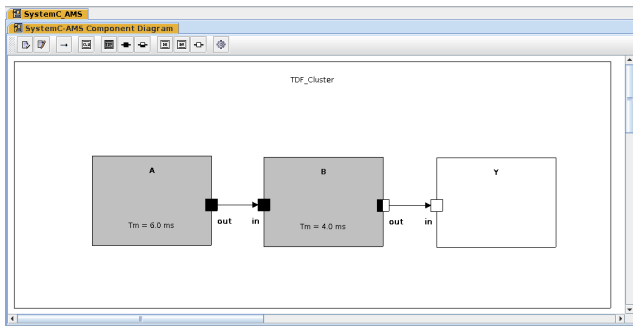 SystemC_AMS
SystemC-AMS Component Diagram
TDF_Cluster
A
B
Y
out
in
out
in
Tm = 6.0 ms
Tm = 4.0 ms